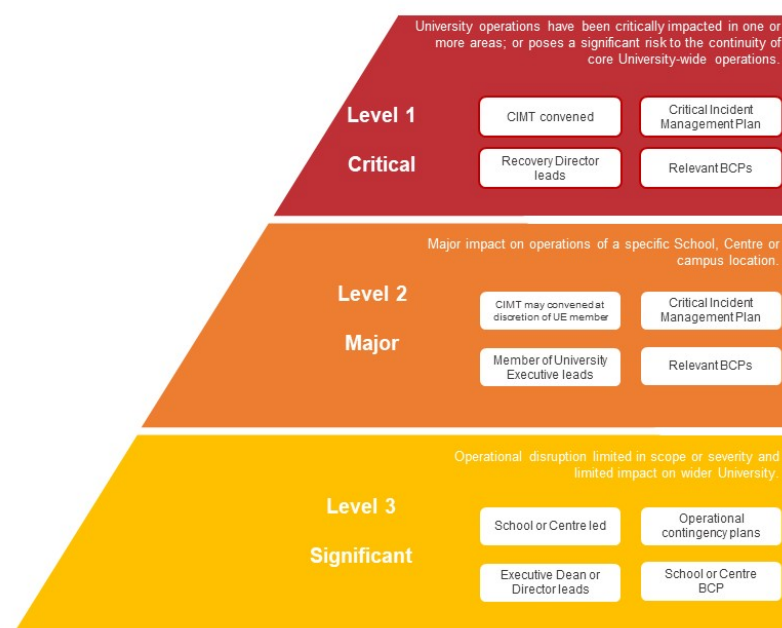 University operations have been critically impacted in one or
more areas; or poses a significant risk to the continuity of
core University-wide operations.
Level 1
Critical
CIMT convened
Critical Incident
Management Plan
Recovery Director
leads
Relevant BCPs
Major impact on operations of a specific School, Centre or
campus location.
Level 2
Major
CIMT may convened at
discretion of UE member
Critical Incident
Management Plan
Member of University
Executive leads
Relevant BCPs
Operational disruption limited in scope or severity and
limited impact on wider University.
Level 3
Significant
School or Centre led
Operational
contingency plans
Executive Dean or
Director leads
School or Centre
BCP